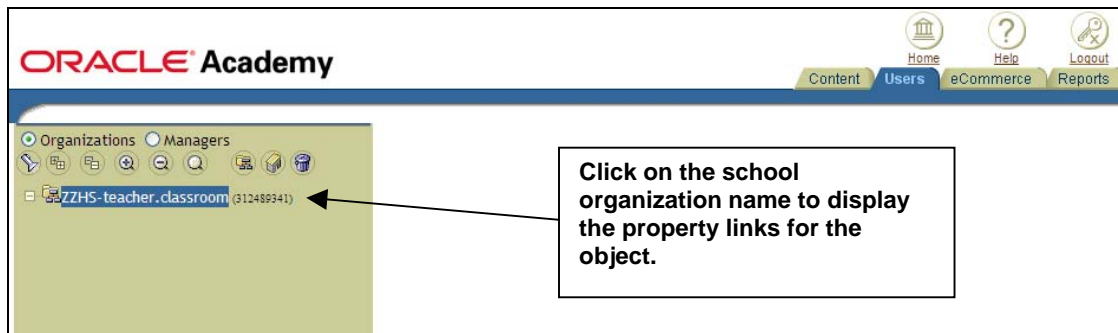 ORACLE Academy
Home Help Logout
Content Users eCommerce Reports
Organizations Managers
ZZHS-teacher.classroom (312489341)
Click on the school
organization name to display
the property links for the
object.